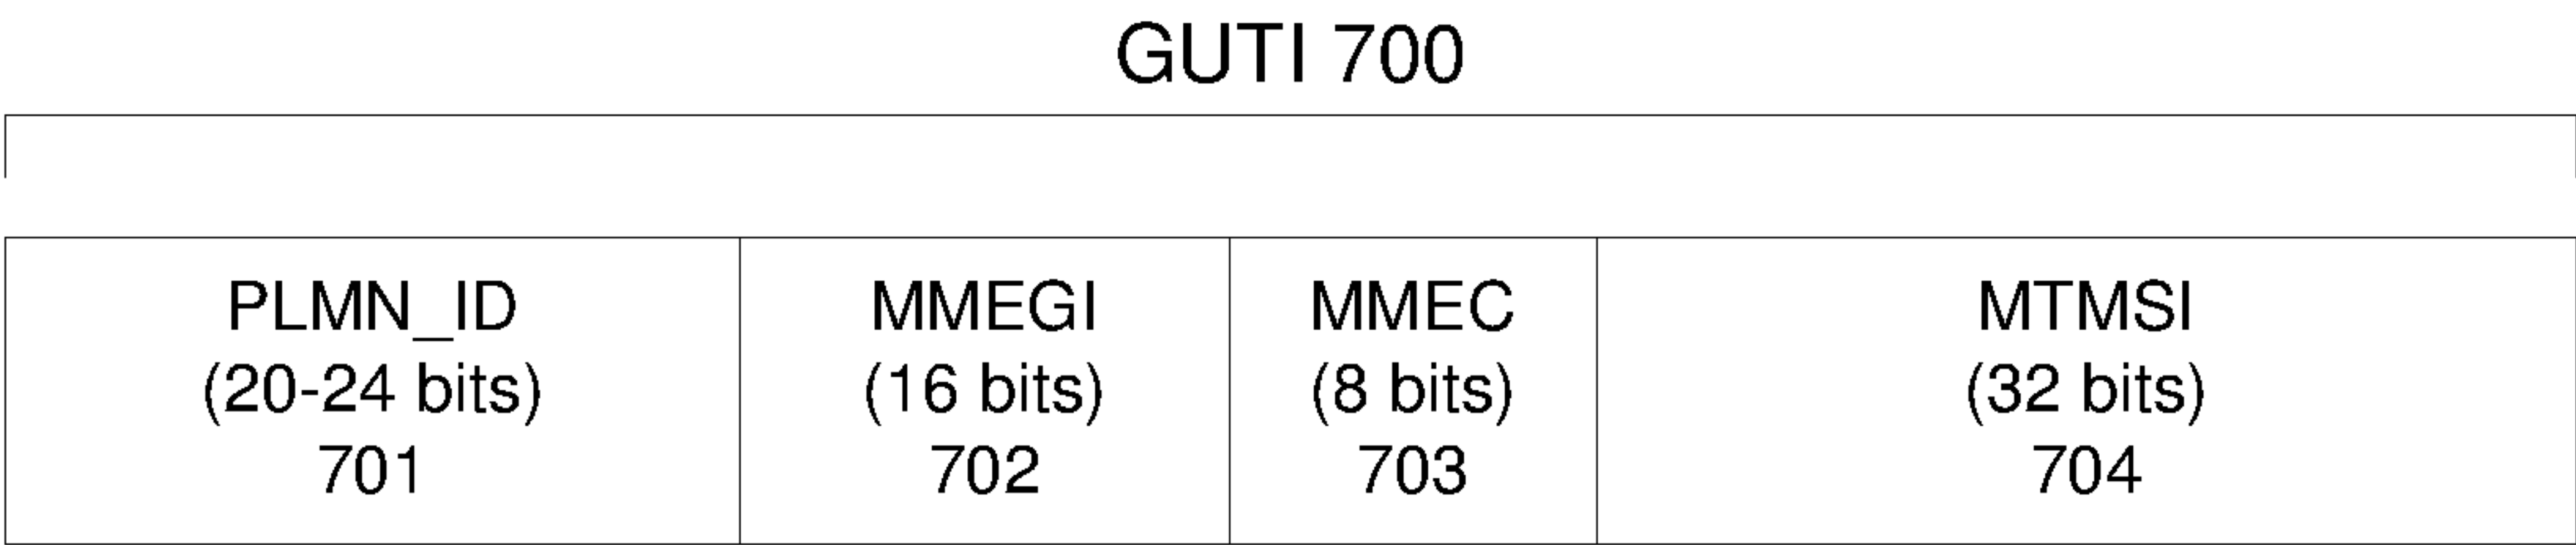 GUTI 700
PLMN_ID
(20-24 bits)
701
MMEGI
(16 bits)
702
MMEC
(8 bits)
703
MTMSI
(32 bits)
704